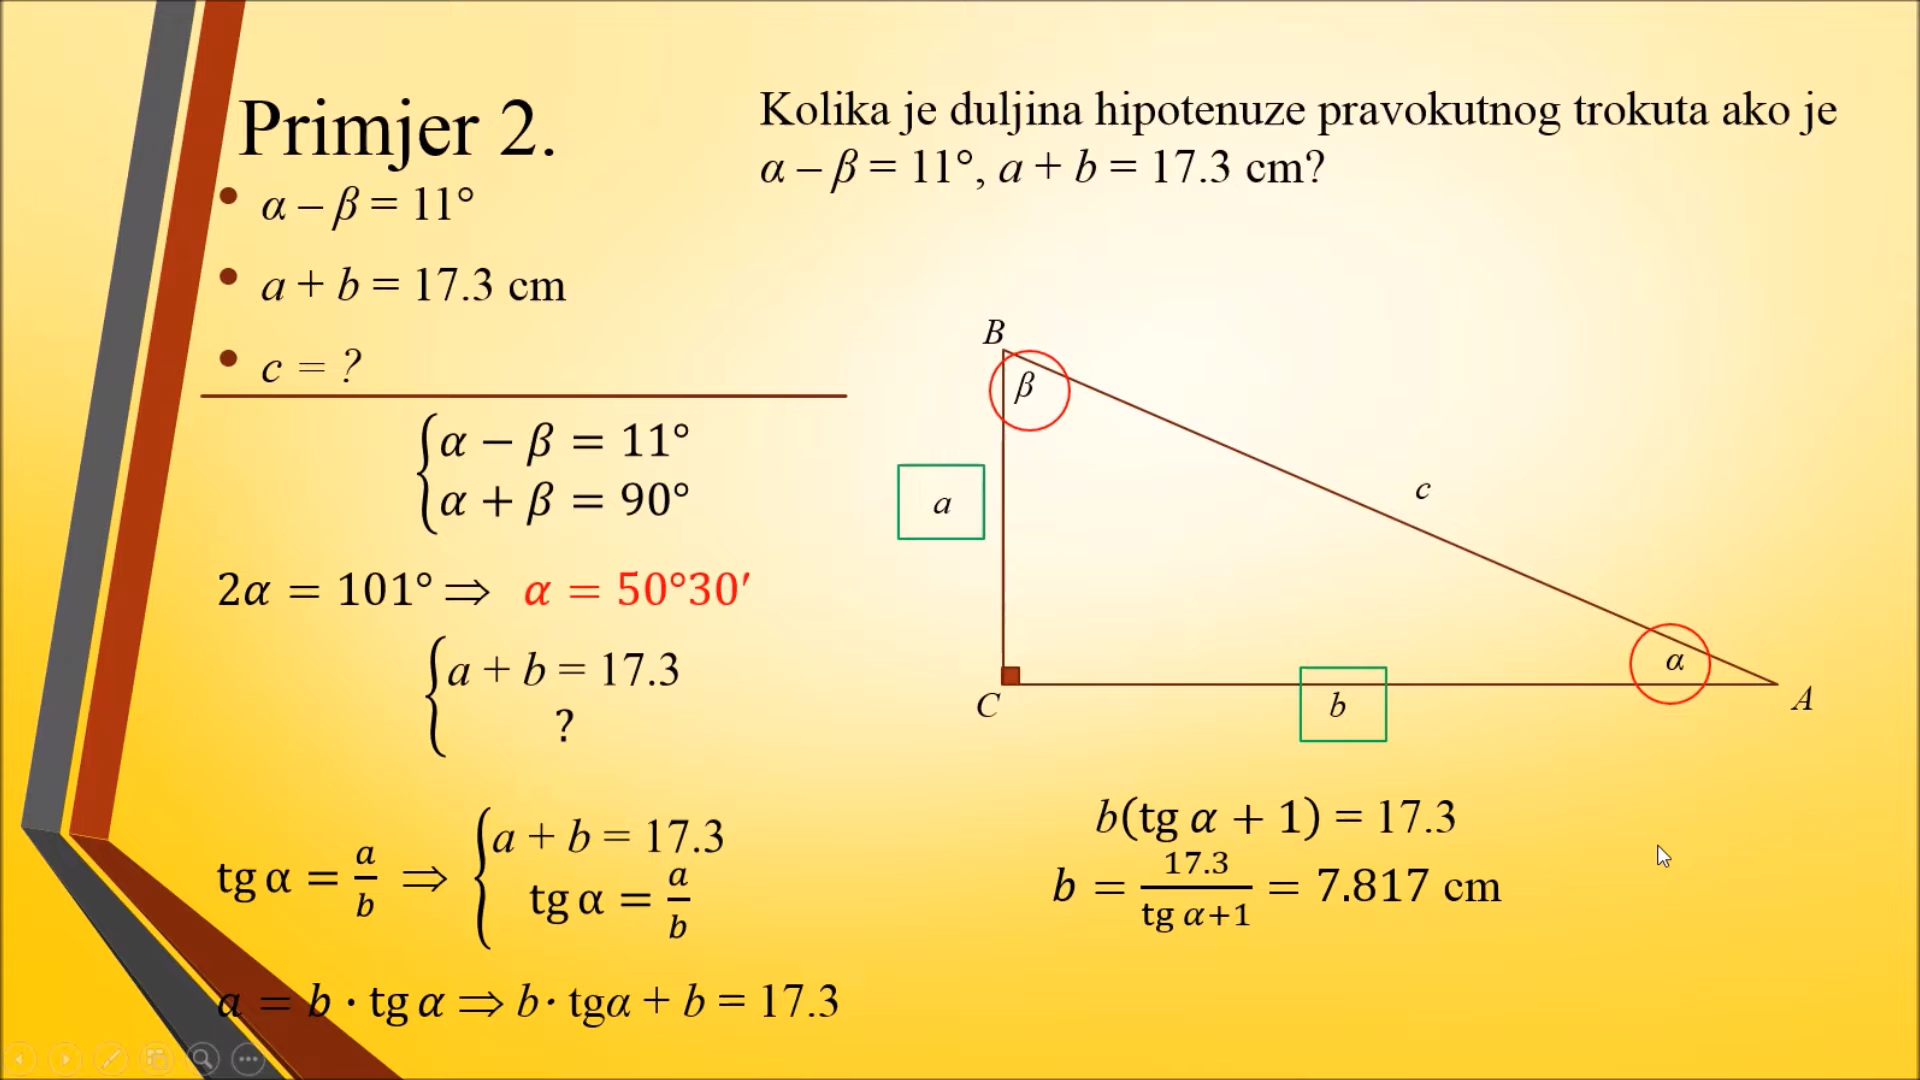 Primjer 2.
Kolika je duljina hipotenuze pravokutnog trokuta ako je
α – β = 11°, a + b = 17.3 cm?
• α – β = 11°
• a + b = 17.3 cm
• c = ?
{α − β = 11°
α + β = 90°
2α = 101° ⇒ α = 50°30′
{a + b = 17.3
?
tg α = a/b ⇒ {a + b = 17.3
tg α = a/b
a = b · tg α ⇒ b · tgα + b = 17.3
B
β
a
c
C
b
α
A
b(tg α + 1) = 17.3
b = 17.3/(tg α+1) = 7.817 cm